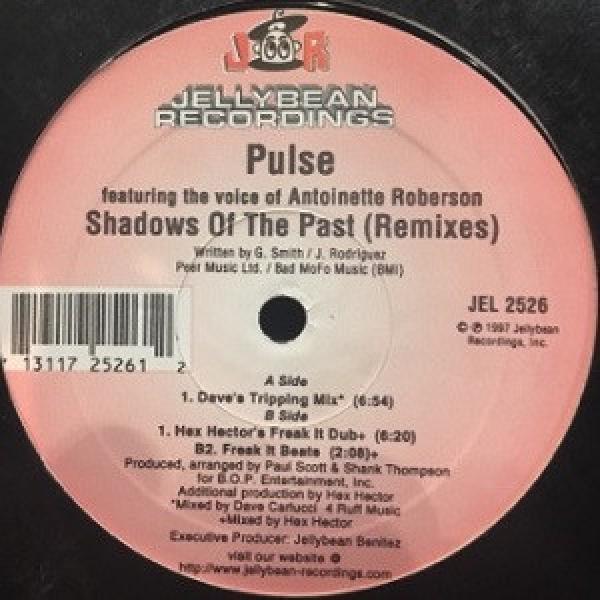 J R
JELLYBEAN
RECORDINGS
Pulse
featuring the voice of Antoinette Roberson
Shadows Of The Past (Remixes)
Written by G. Smith / J. Rodriguez
Peer Music Ltd. / Bad MoFo Music (BMI)
JEL 2526
© ℗ 1997 Jellybean
Recordings, Inc.
13117 25261 2
A Side
1. Dave's Tripping Mix* (6:54)
B Side
1. Hex Hector's Freak It Dub+ (6:20)
B2. Freak It Beats (2:08)+
Produced, arranged by Paul Scott & Shank Thompson
for B.O.P. Entertainment, Inc.
Additional production by Hex Hector
*Mixed by Dave Carlucci 4 Ruff Music
+Mixed by Hex Hector
Executive Producer: Jellybean Benitez
visit our website @
http://www.jellybean-recordings.com